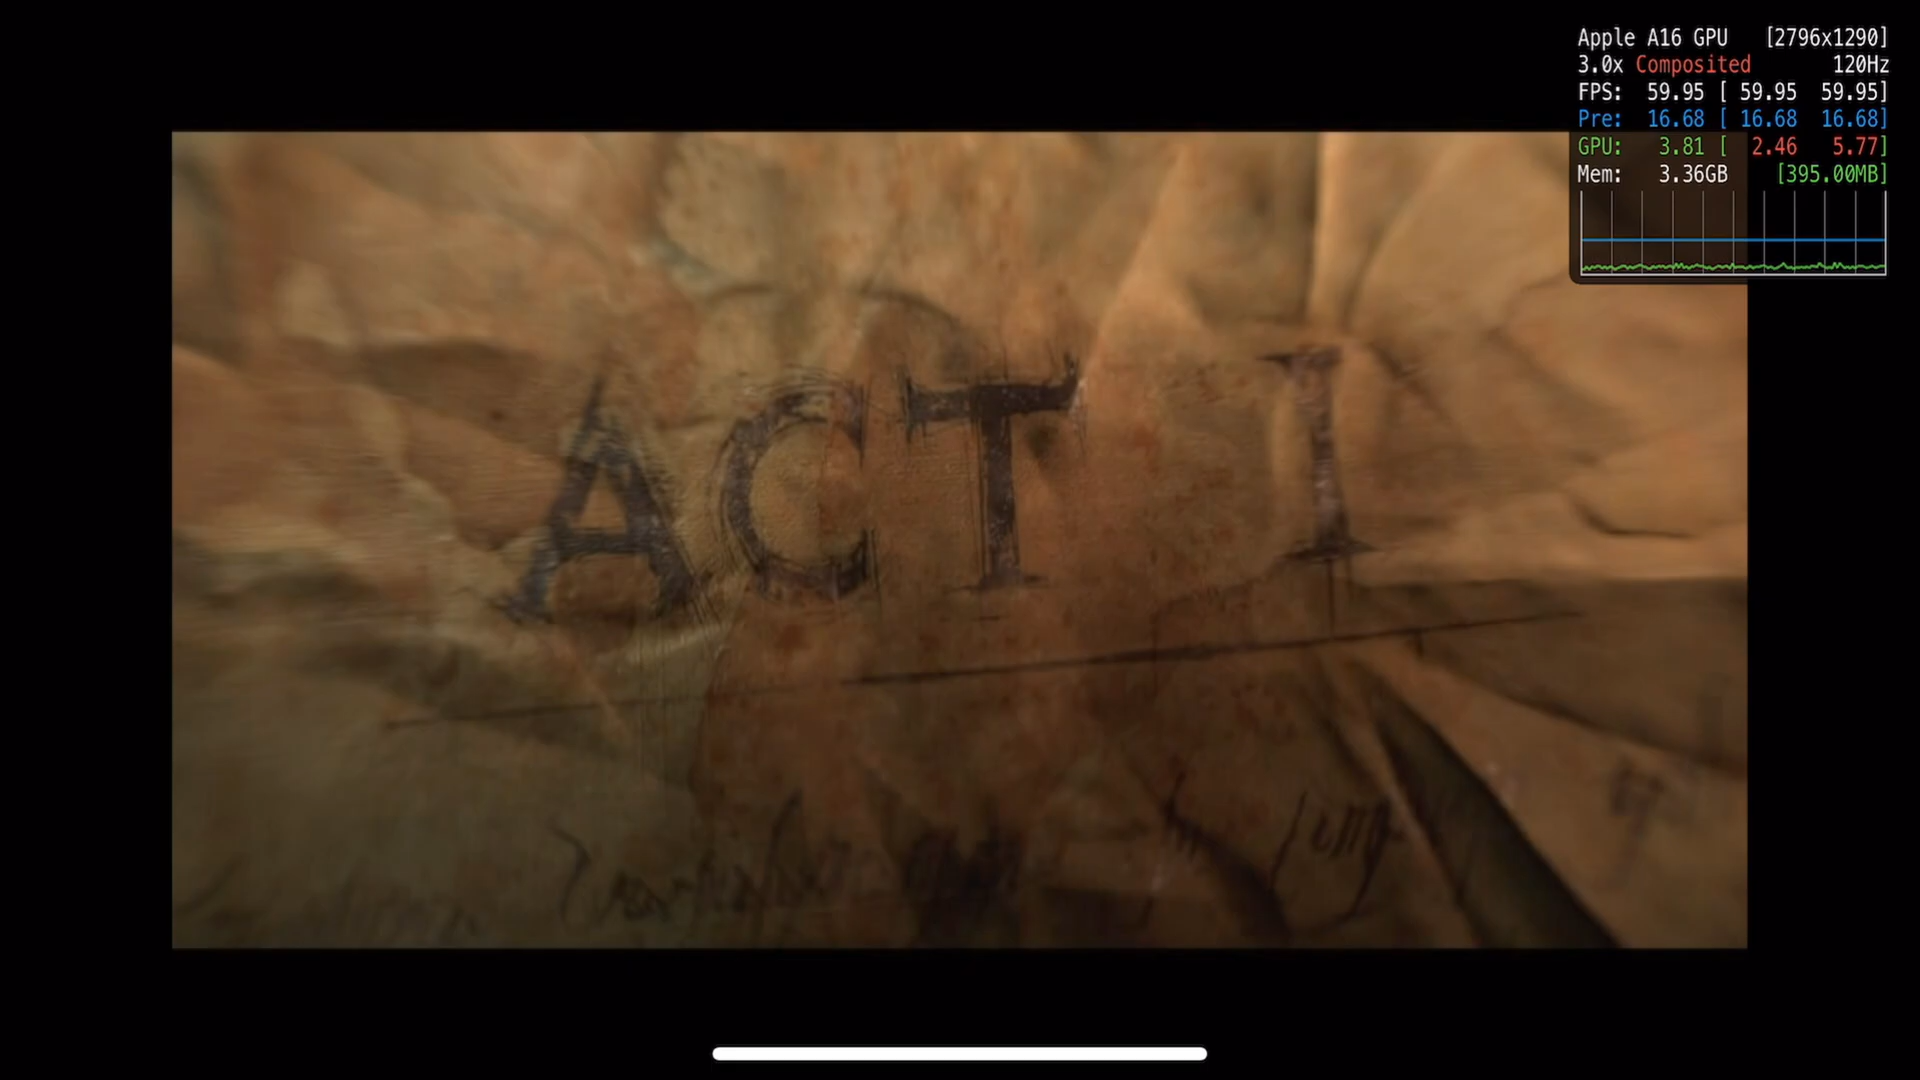 Apple A16 GPU [2796x1290]
3.0x Composited 120Hz
FPS: 59.95 [ 59.95 59.95]
Pre: 16.68 [ 16.68 16.68]
GPU: 3.81 [ 2.46 5.77]
Mem: 3.36GB [395.00MB]
ACT I